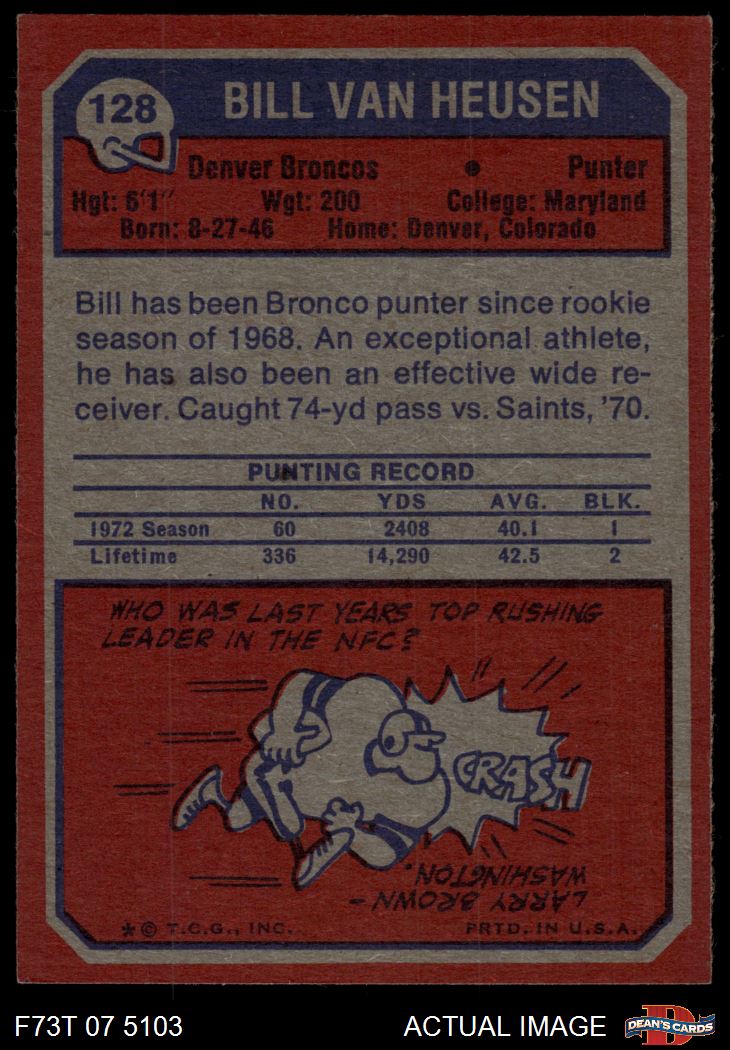 128
BILL VAN HEUSEN
Denver Broncos • Punter
Hgt: 6'1" Wgt: 200 College: Maryland
Born: 8-27-46 Home: Denver, Colorado
Bill has been Bronco punter since rookie
season of 1968. An exceptional athlete,
he has also been an effective wide re-
ceiver. Caught 74-yd pass vs. Saints, '70.
PUNTING RECORD
NO. YDS AVG. BLK.
1972 Season 60 2408 40.1 1
Lifetime 336 14,290 42.5 2
WHO WAS LAST YEARS TOP RUSHING
LEADER IN THE NFC?
CRASH
LARRY BROWN -
WASHINGTON.
*© T.C.G., INC. PRTD. IN U.S.A.
F73T 07 5103 ACTUAL IMAGE
D
DEAN'S CARDS